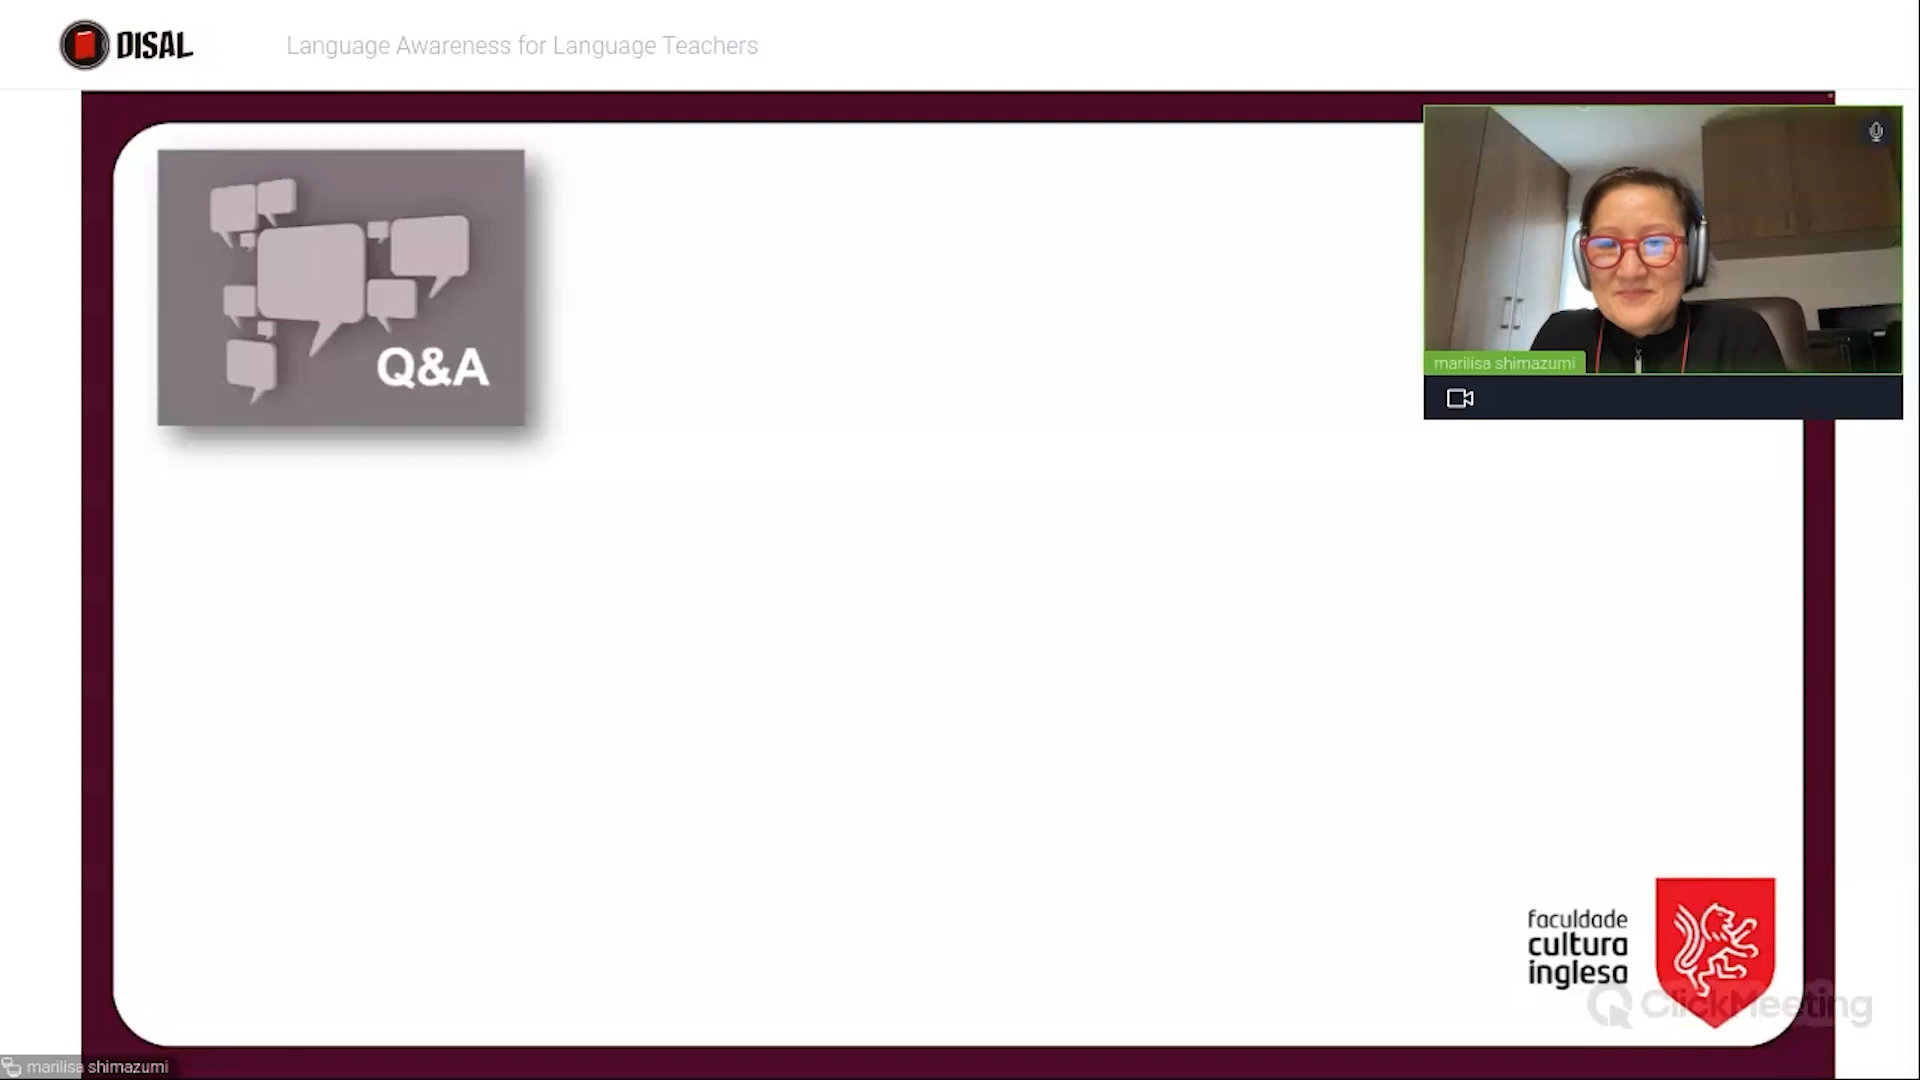 DISAL
Language Awareness for Language Teachers
Q&A
marilisa shimazumi
faculdade
cultura
inglesa
ClickMeeting
marilisa shimazumi